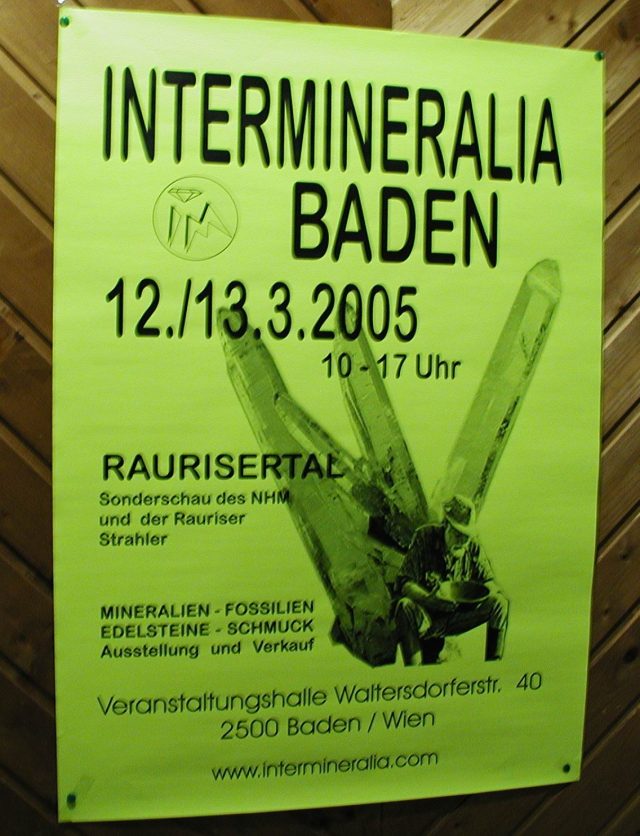 INTERMINERALIA
BADEN
IM
12./13.3.2005
10 - 17 Uhr
RAURISERTAL
Sonderschau des NHM
und der Rauriser
Strahler
MINERALIEN - FOSSILIEN
EDELSTEINE - SCHMUCK
Ausstellung und Verkauf
Veranstaltungshalle Waltersdorferstr. 40
2500 Baden / Wien
www.intermineralia.com